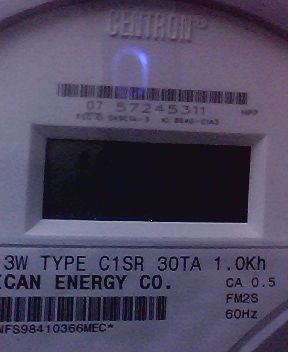 CENTRON®
07 57245311
3W TYPE C1SR 30TA 1.0Kh
ICAN ENERGY CO.
CA 0.5
FM2S
60Hz
NFS98410366MEC*